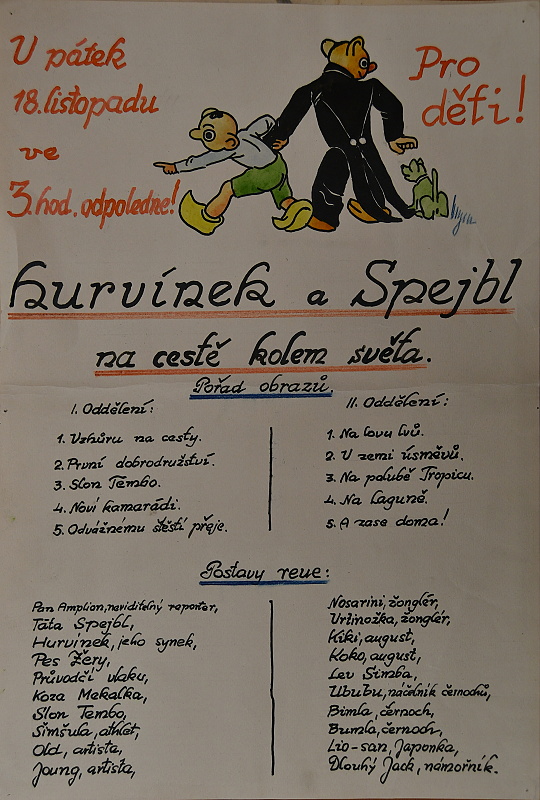 U pátek
18. listopadu
ve
3. hod. odpoledne!
Pro
děti!
Hurvínek a Spejbl
na cestě kolem světa.
Pořad obrazů.
I. Oddělení:
1. Vzhůru na cesty.
2. První dobrodružství.
3. Slon Tembo.
4. Noví kamarádi.
5. Odvážnému štěstí přeje.
II. Oddělení:
1. Na lovu lvů.
2. U zemi úsměvů.
3. Na palubě Tropicu.
4. Na Laguně.
5. A zase doma!
Postavy revue:
Pan Amplion, neviditelný reportér,
Táta Spejbl,
Hurvínek, jeho synek,
Pes Žery,
Průvodčí vlaku,
Koza Mekalka,
Slon Tembo,
Šimšula, athlet,
Old, artista,
Joung, artista,
Nosarini, žonglér,
Vrtinožka, žonglér,
Kiki, august,
Koko, august,
Lev Simba,
Ububu, náčelník černochů,
Bimla, černoch,
Bumla, černoch,
Lio-san, Japonka,
Dlouhý Jack, námořník.